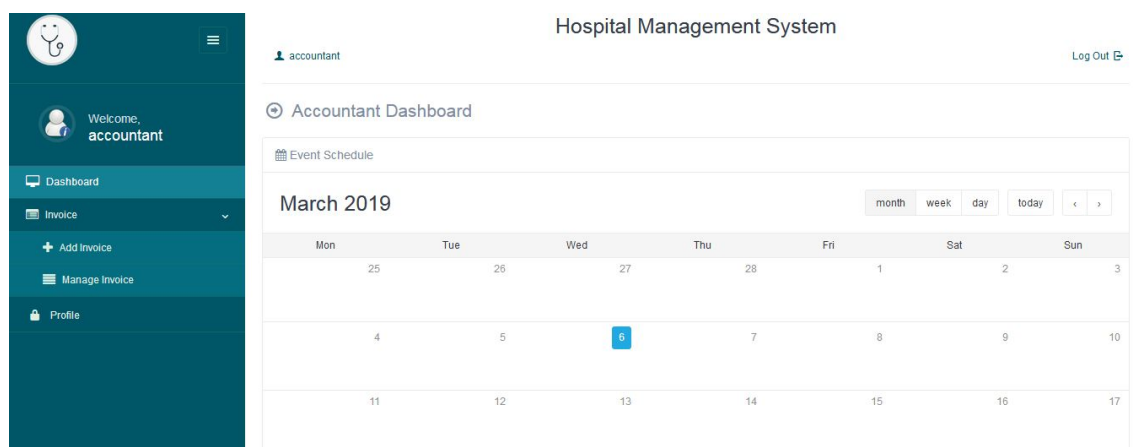 Hospital Management System
accountant
Log Out
Welcome,
accountant
Dashboard
Invoice
Add Invoice
Manage Invoice
Profile
Accountant Dashboard
Event Schedule
March 2019
month week day today ‹ ›
Mon Tue Wed Thu Fri Sat Sun
25 26 27 28 1 2 3
4 5 6 7 8 9 10
11 12 13 14 15 16 17